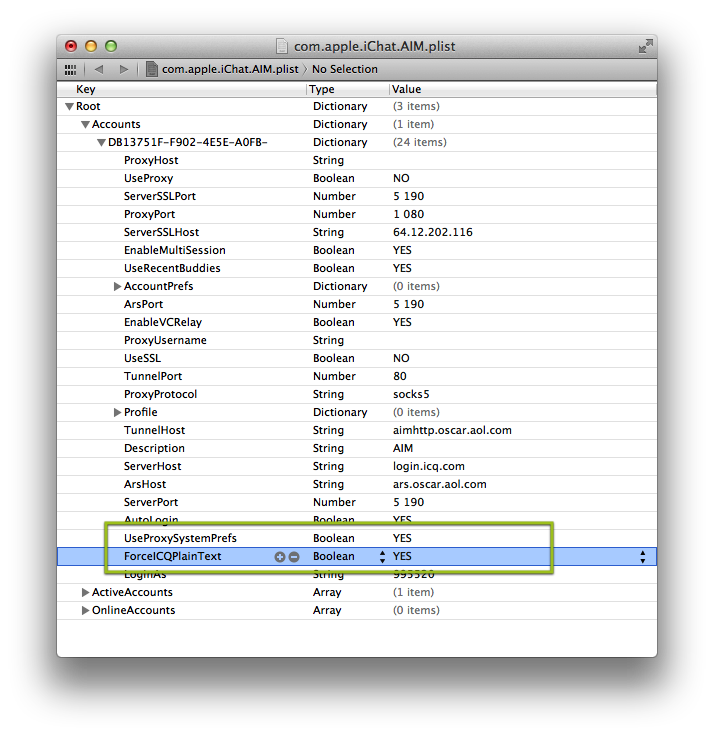 com.apple.iChat.AIM.plist
com.apple.iChat.AIM.plist No Selection
Key Type Value
Root Dictionary (3 items)
Accounts Dictionary (1 item)
DB13751F-F902-4E5E-A0FB- Dictionary (24 items)
ProxyHost String
UseProxy Boolean NO
ServerSSLPort Number 5 190
ProxyPort Number 1 080
ServerSSLHost String 64.12.202.116
EnableMultiSession Boolean YES
UseRecentBuddies Boolean YES
AccountPrefs Dictionary (0 items)
ArsPort Number 5 190
EnableVCRelay Boolean YES
ProxyUsername String
UseSSL Boolean NO
TunnelPort Number 80
ProxyProtocol String socks5
Profile Dictionary (0 items)
TunnelHost String aimhttp.oscar.aol.com
Description String AIM
ServerHost String login.icq.com
ArsHost String ars.oscar.aol.com
ServerPort Number 5 190
AutoLogin Boolean YES
UseProxySystemPrefs Boolean YES
ForceICQPlainText Boolean YES
LoginAs String 995520
ActiveAccounts Array (1 item)
OnlineAccounts Array (0 items)